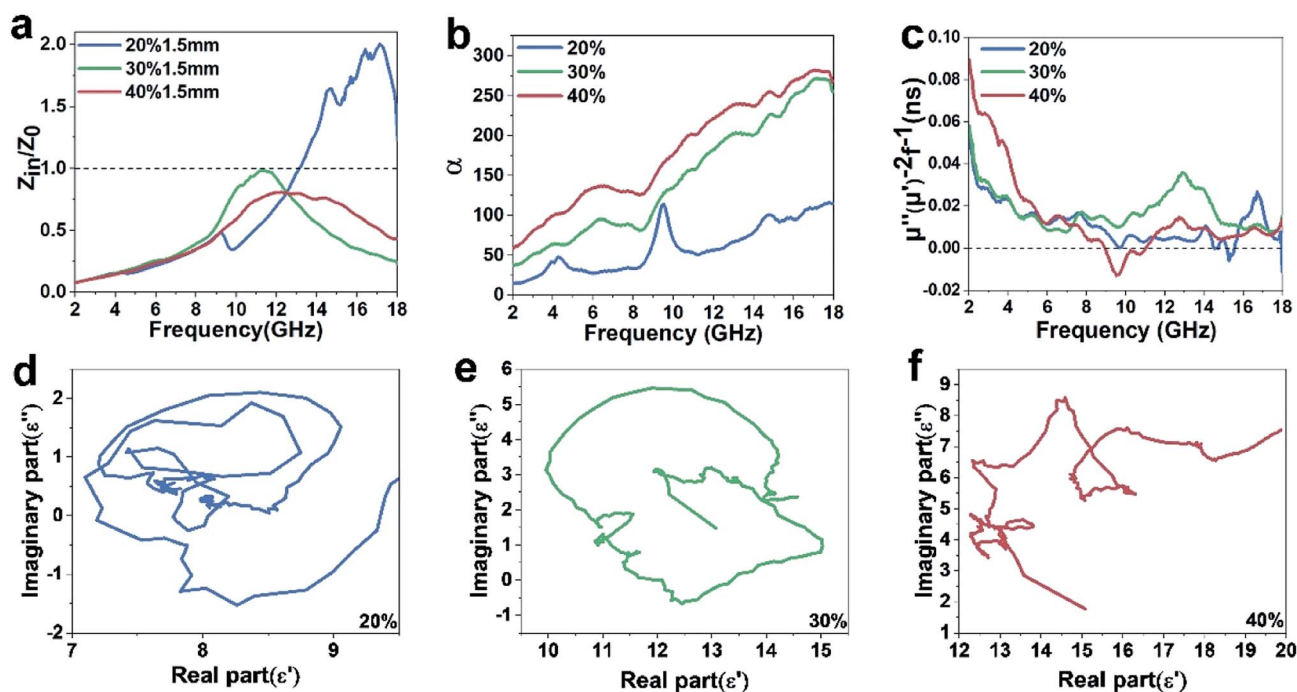 a
20%1.5mm
30%1.5mm
40%1.5mm
2.0
1.5
1.0
0.5
0.0
Zin/Z0
2 4 6 8 10 12 14 16 18
Frequency(GHz)
b
20%
30%
40%
300
250
200
150
100
50
0
α
2 4 6 8 10 12 14 16 18
Frequency (GHz)
c
20%
30%
40%
0.10
0.08
0.06
0.04
0.02
0.00
-0.02
μ''(μ')-2f-1(ns)
2 4 6 8 10 12 14 16 18
Frequency (GHz)
d
2
1
0
-1
-2
Imaginary part(ε'')
20%
7 8 9
Real part(ε')
e
6
5
4
3
2
1
0
-1
Imaginary part(ε'')
30%
10 11 12 13 14 15
Real part(ε')
f
9
8
7
6
5
4
3
2
1
Imaginary part(ε'')
40%
12 13 14 15 16 17 18 19 20
Real part(ε')